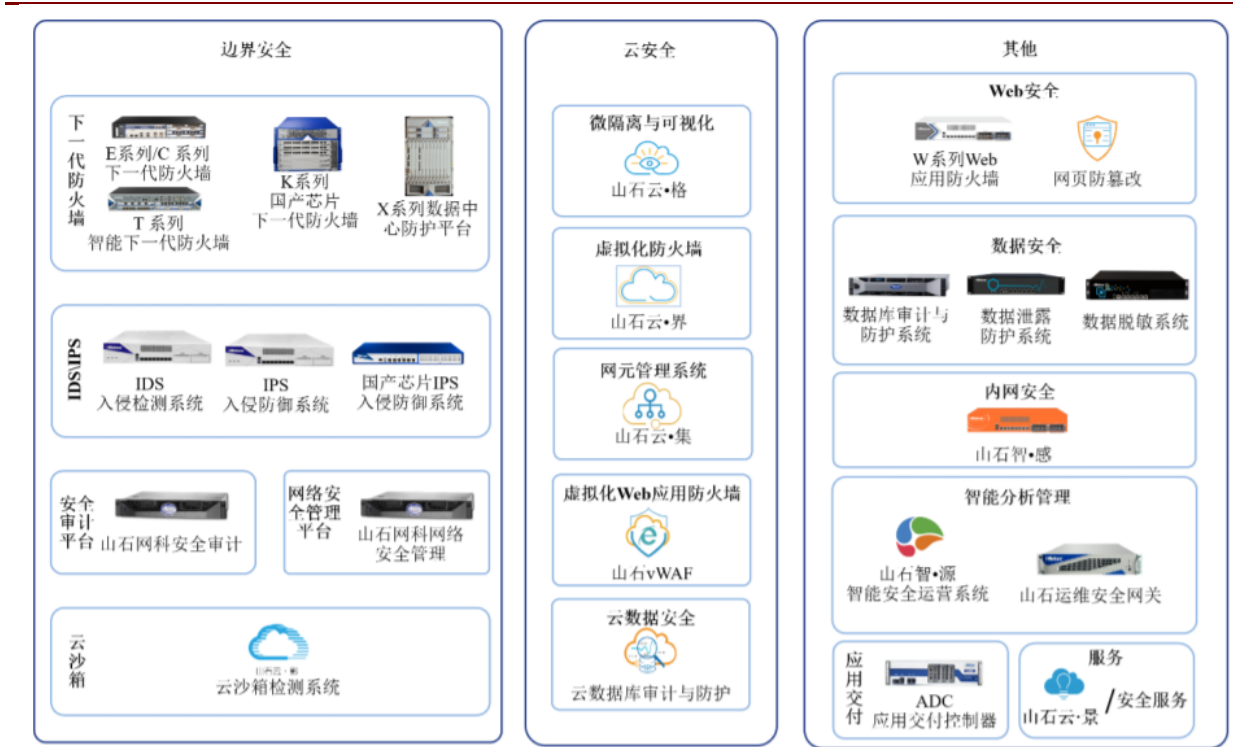 边界安全
下一代防火墙
E系列/C 系列
下一代防火墙
T 系列
智能下一代防火墙
K系列
国产芯片
下一代防火墙
X系列数据中
心防护平台
IDS\IPS
IDS
入侵检测系统
IPS
入侵防御系统
国产芯片IPS
入侵防御系统
安全
审计
平台
山石网科安全审计
网络安
全管理
平台
山石网科网络
安全管理
云沙箱
云沙箱检测系统
云安全
微隔离与可视化
山石云•格
虚拟化防火墙
山石云•界
网元管理系统
山石云•集
虚拟化Web应用防火墙
山石vWAF
云数据安全
云数据库审计与防护
其他
Web安全
W系列Web
应用防火墙
网页防篡改
数据安全
数据库审计与
防护系统
数据泄露
防护系统
数据脱敏系统
内网安全
山石智•感
智能分析管理
山石智•源
智能安全运营系统
山石运维安全网关
应用交付
ADC
应用交付控制器
服务
山石云·景
/安全服务